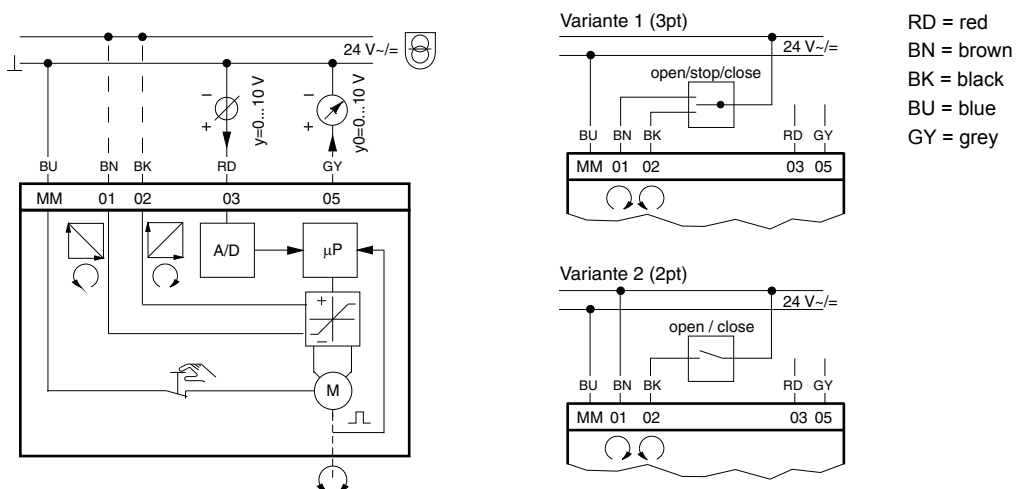 24 V~/=
⊥
y=0...10 V
y0=0...10 V
− −
+ +
BU BN BK RD GY
MM 01 02 03 05
A/D µP
+
−
M
Variante 1 (3pt)
24 V~/=
open/stop/close
BU BN BK RD GY
MM 01 02 03 05
Variante 2 (2pt)
24 V~/=
open / close
BU BN BK RD GY
MM 01 02 03 05
RD = red
BN = brown
BK = black
BU = blue
GY = grey